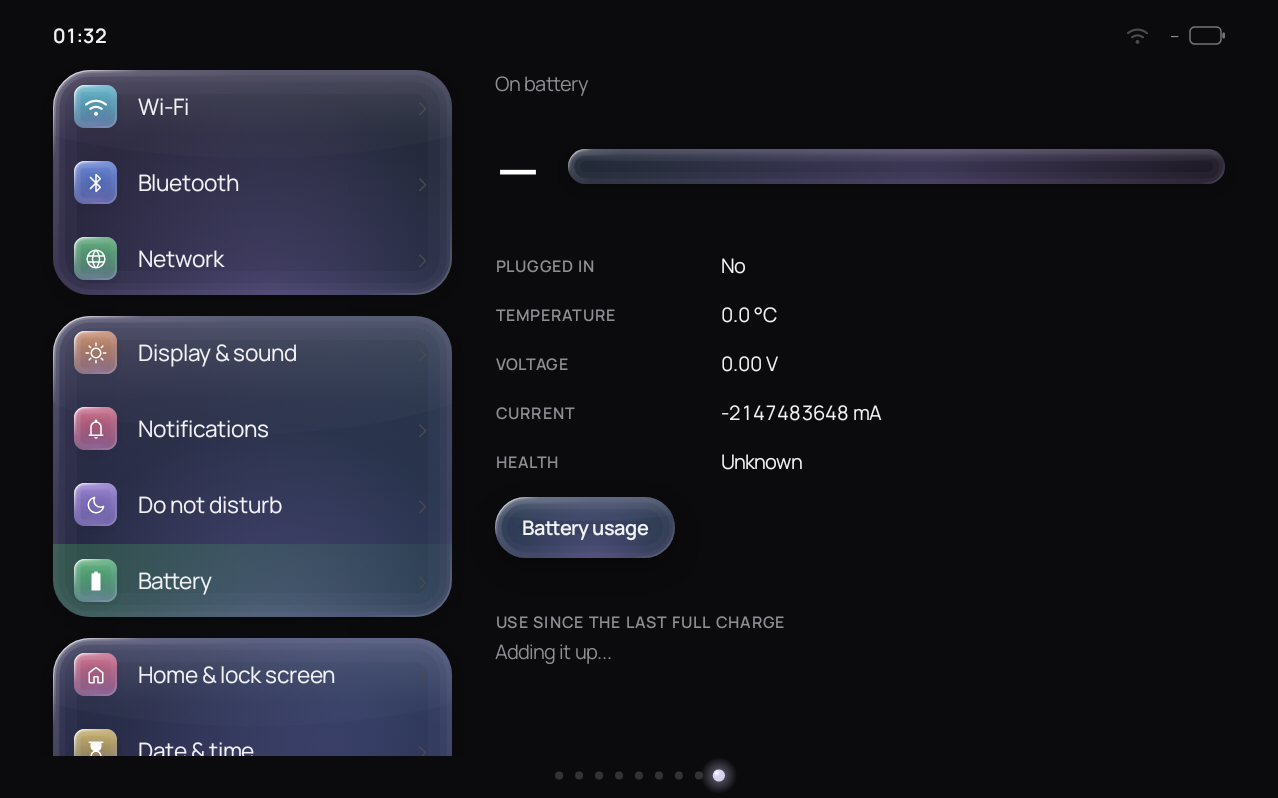 01:32
–
Wi-Fi
Bluetooth
Network
Display & sound
Notifications
Do not disturb
Battery
Home & lock screen
Date & time
On battery
—
PLUGGED IN No
TEMPERATURE 0.0 °C
VOLTAGE 0.00 V
CURRENT -2147483648 mA
HEALTH Unknown
Battery usage
USE SINCE THE LAST FULL CHARGE
Adding it up...